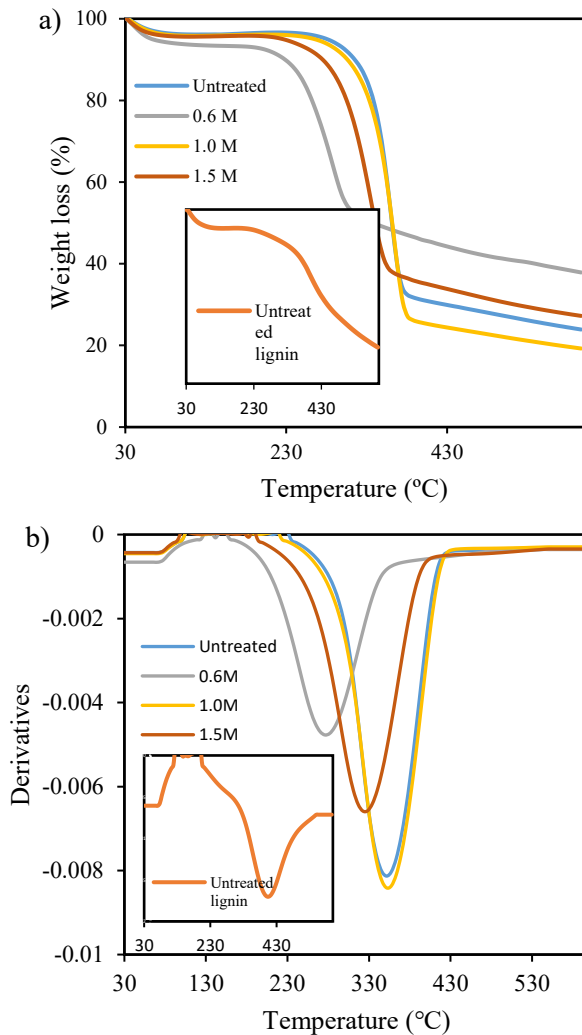 a)
100
80
60
40
20
0
Weight loss (%)
Untreated
0.6 M
1.0 M
1.5 M
Untreat
ed
lignin
30 230 430
30 230 430
Temperature (ºC)
b)
0
-0.002
-0.004
-0.006
-0.008
-0.01
Derivatives
Untreated
0.6M
1.0M
1.5M
Untreated
lignin
30 230 430
30 130 230 330 430 530
Temperature (℃)